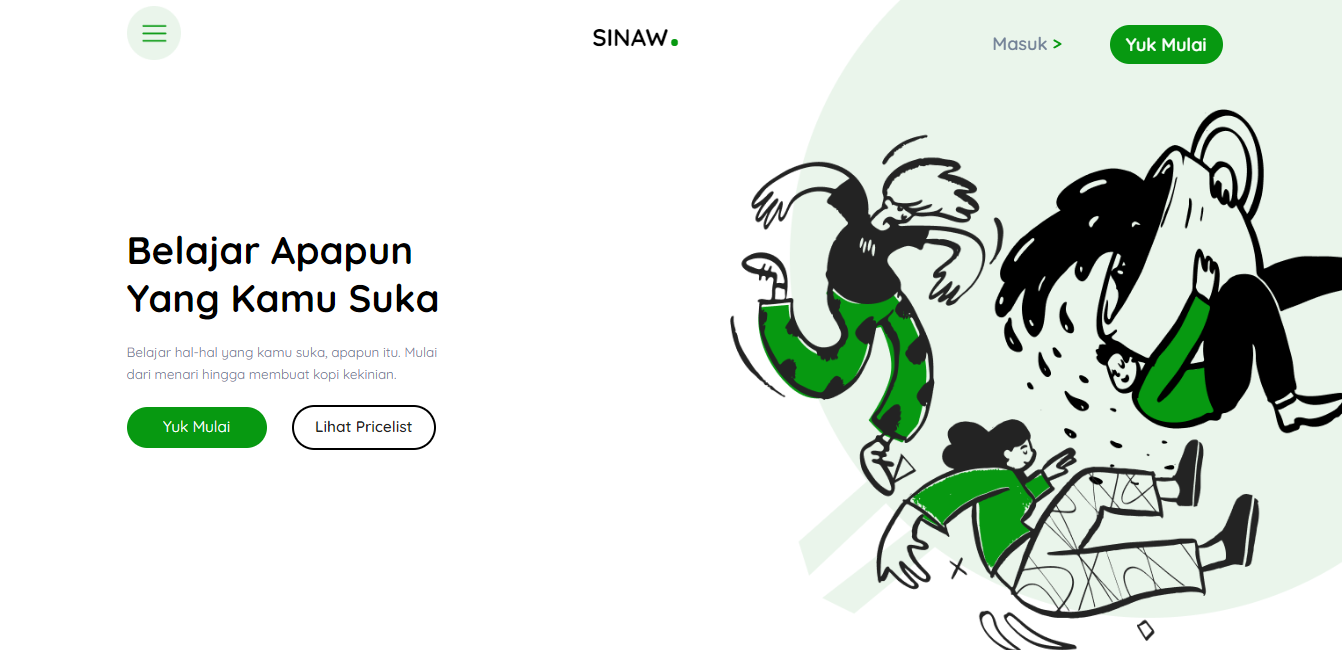 SINAW.
Masuk >
Yuk Mulai
Belajar Apapun
Yang Kamu Suka
Belajar hal-hal yang kamu suka, apapun itu. Mulai
dari menari hingga membuat kopi kekinian.
Yuk Mulai
Lihat Pricelist